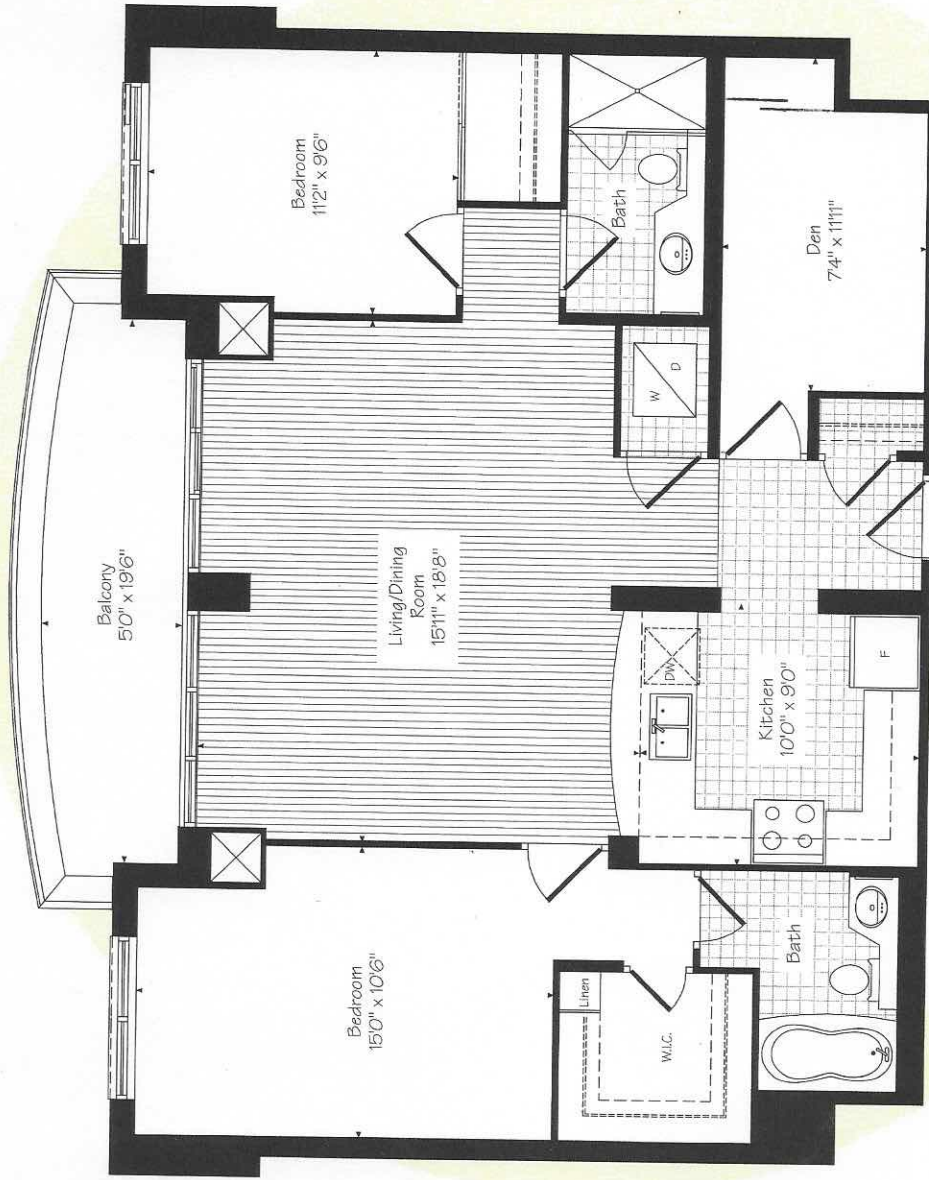 Balcony
5'0" x 19'6"
Bedroom
11'2" x 9'6"
Living/Dining
Room
15'11" x 18'8"
Bedroom
15'0" x 10'6"
Bath
W
D
Den
7'4" x 11'11"
DW
Kitchen
10'0" x 9'0"
F
Linen
W.I.C.
Bath